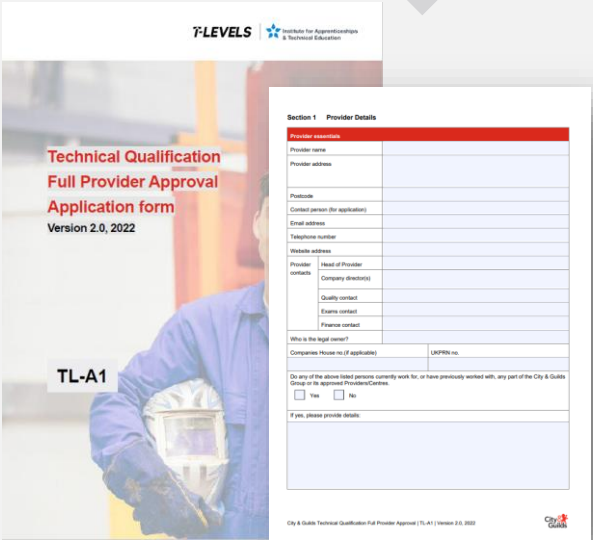 T-LEVELS
Institute for Apprenticeships
& Technical Education
Technical Qualification
Full Provider Approval
Application form
Version 2.0, 2022
TL-A1
Section 1 Provider Details
Provider essentials
Provider name
Provider address
Postcode
Contact person (for application)
Email address
Telephone number
Website address
Provider contacts
Head of Provider
Company director(s)
Quality contact
Exams contact
Finance contact
Who is the legal owner?
Companies House no.(if applicable) UKPRN no.
Do any of the above listed persons currently work for, or have previously worked with, any part of the City & Guilds
Group or its approved Providers/Centres.
Yes No
If yes, please provide details:
City & Guilds Technical Qualification Full Provider Approval | TL-A1 | Version 2.0, 2022
City&
Guilds